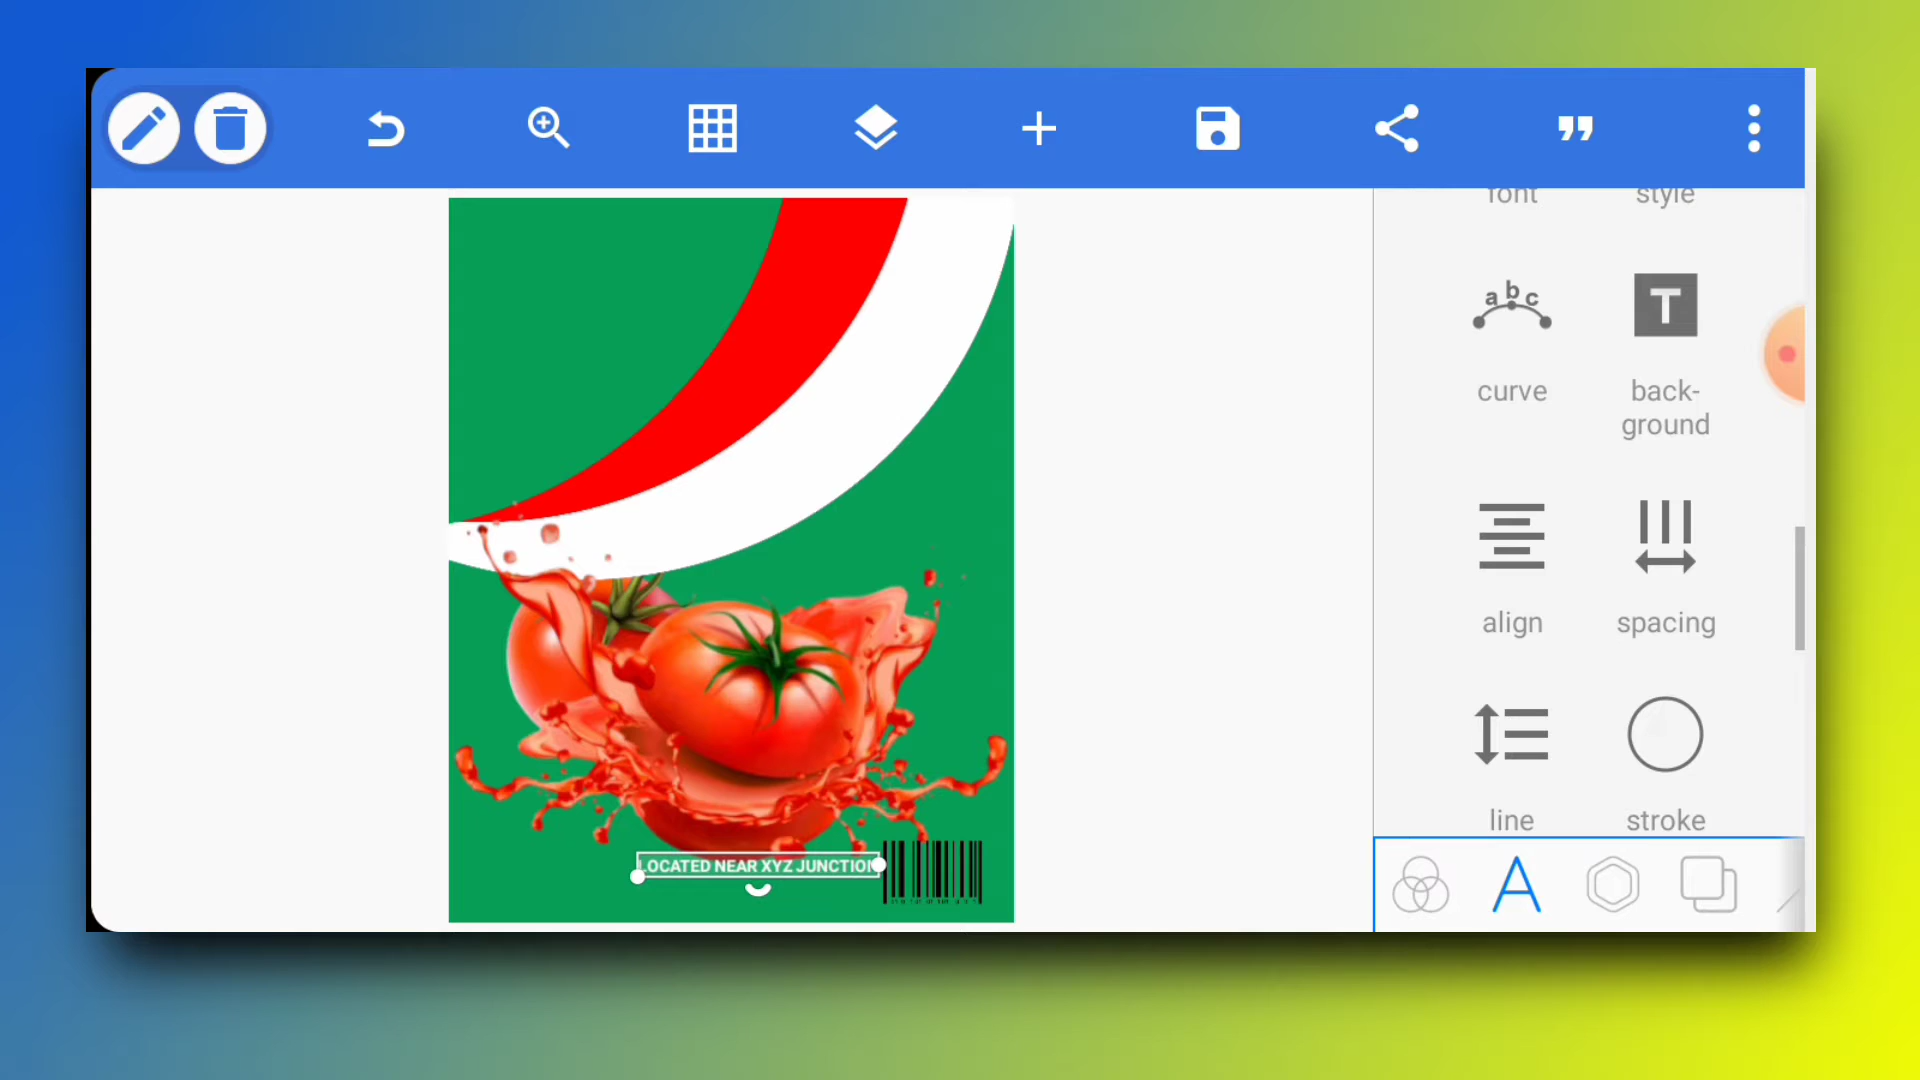 font style
a b c T
curve back-
ground
align spacing
line stroke
LOCATED NEAR XYZ JUNCTION
A